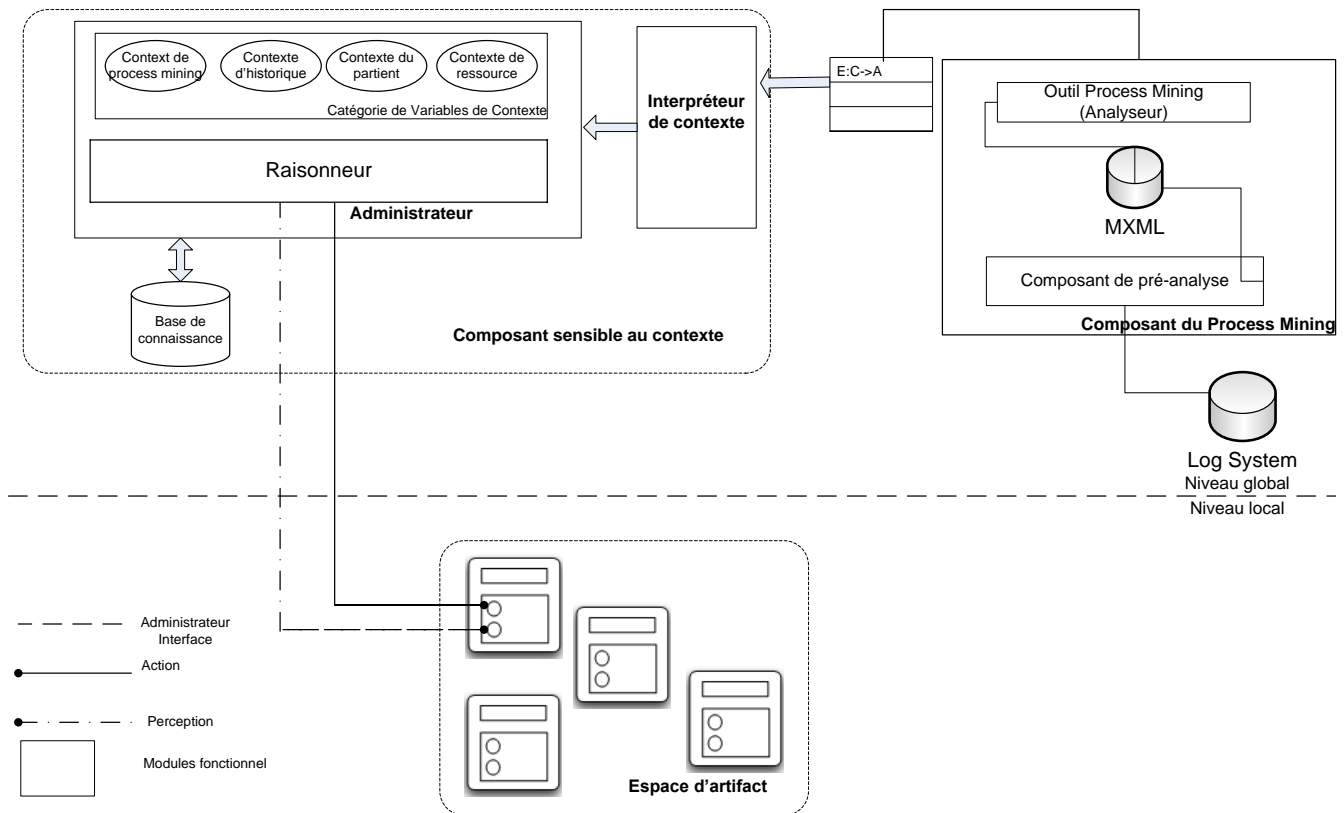 Context de
process mining
Contexte
d'historique
Contexte du
partient
Contexte de
ressource
Catégorie de Variables de Contexte
Raisonneur
Administrateur
Interpréteur
de contexte
E:C->A
Outil Process Mining
(Analyseur)
MXML
Composant de pré-analyse
Composant du Process Mining
Base de
connaissance
Composant sensible au contexte
Log System
Niveau global
Niveau local
Administrateur
Interface
Action
Perception
Modules fonctionnel
Espace d'artifact